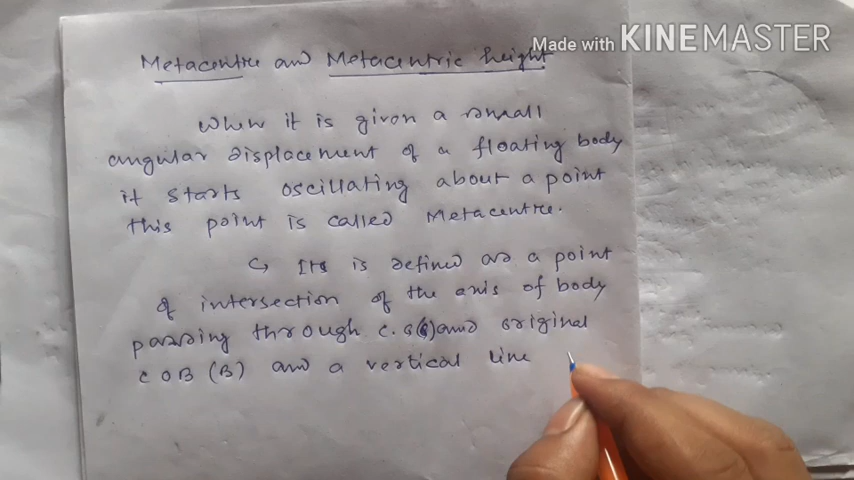 Made with KINEMASTER
Metacentre and Metacentric height
When it is given a small
angular displacement of a floating body
it starts oscillating about a point
this point is called Metacentre.
↳ Its is defined as a point
of intersection of the axis of body
passing through C.G(G) and original
C O B (B) and a vertical line